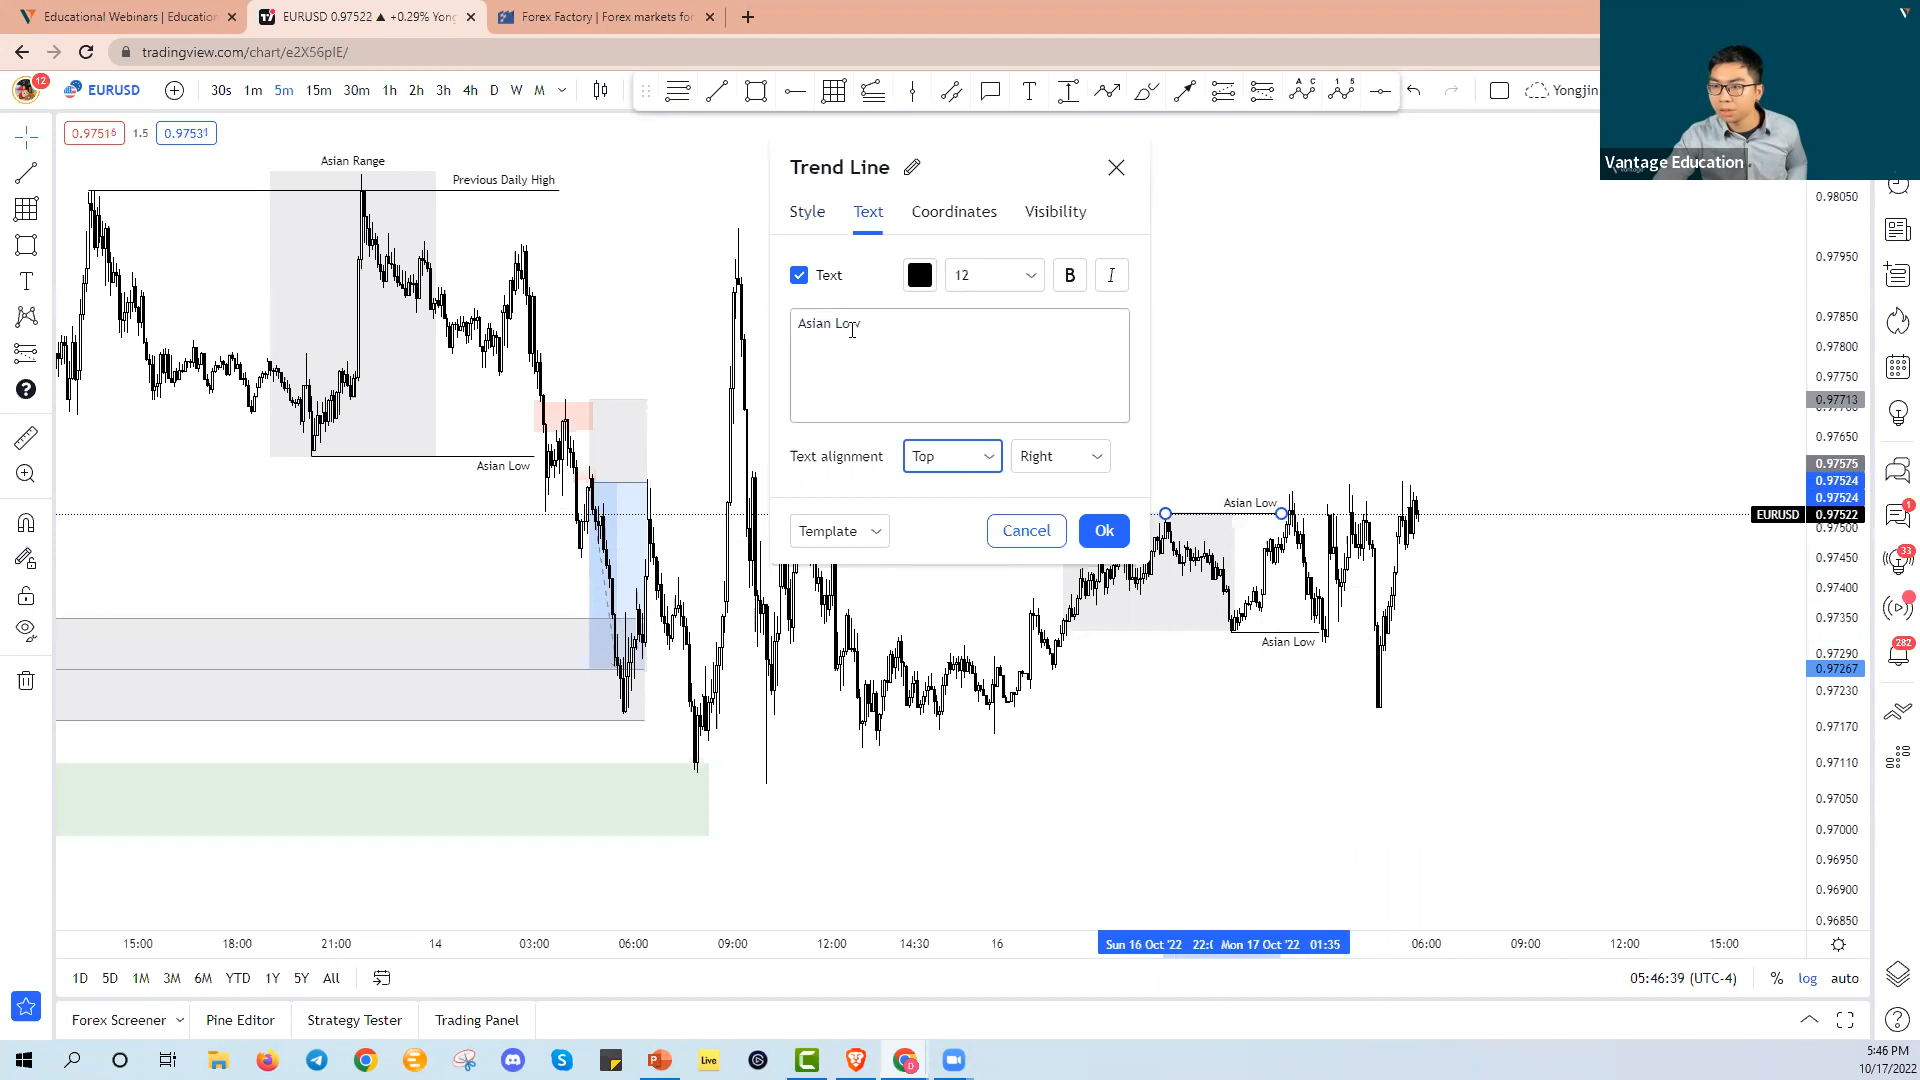 Educational Webinars | Education
EURUSD 0.97522 ▲ +0.29% Yong
Forex Factory | Forex markets for
tradingview.com/chart/e2X56pIE/
12
EURUSD
30s 1m 5m 15m 30m 1h 2h 3h 4h D W M
Yongjin
Vantage Education
0.97516 1.5 0.97531
Asian Range
Previous Daily High
Asian Low
Trend Line
Style Text Coordinates Visibility
Text 12 B I
Asian Low
Text alignment Top Right
Template Cancel Ok
Asian Low
Asian Low
0.98050
0.97950
0.97850
0.97800
0.97750
0.97713
0.97650
0.97575
0.97524
0.97524
EURUSD 0.97522
0.97500
0.97450
0.97400
0.97350
0.97290
0.97267
0.97230
0.97170
0.97110
0.97050
0.97000
0.96950
0.96900
0.96850
1
33
282
15:00 18:00 21:00 14 03:00 06:00 09:00 12:00 14:30 16 Sun 16 Oct '22 Mon 17 Oct '22 01:35 06:00 09:00 12:00 15:00
1D 5D 1M 3M 6M YTD 1Y 5Y All
05:46:39 (UTC-4) % log auto
Forex Screener Pine Editor Strategy Tester Trading Panel
Live
5:46 PM
10/17/2022